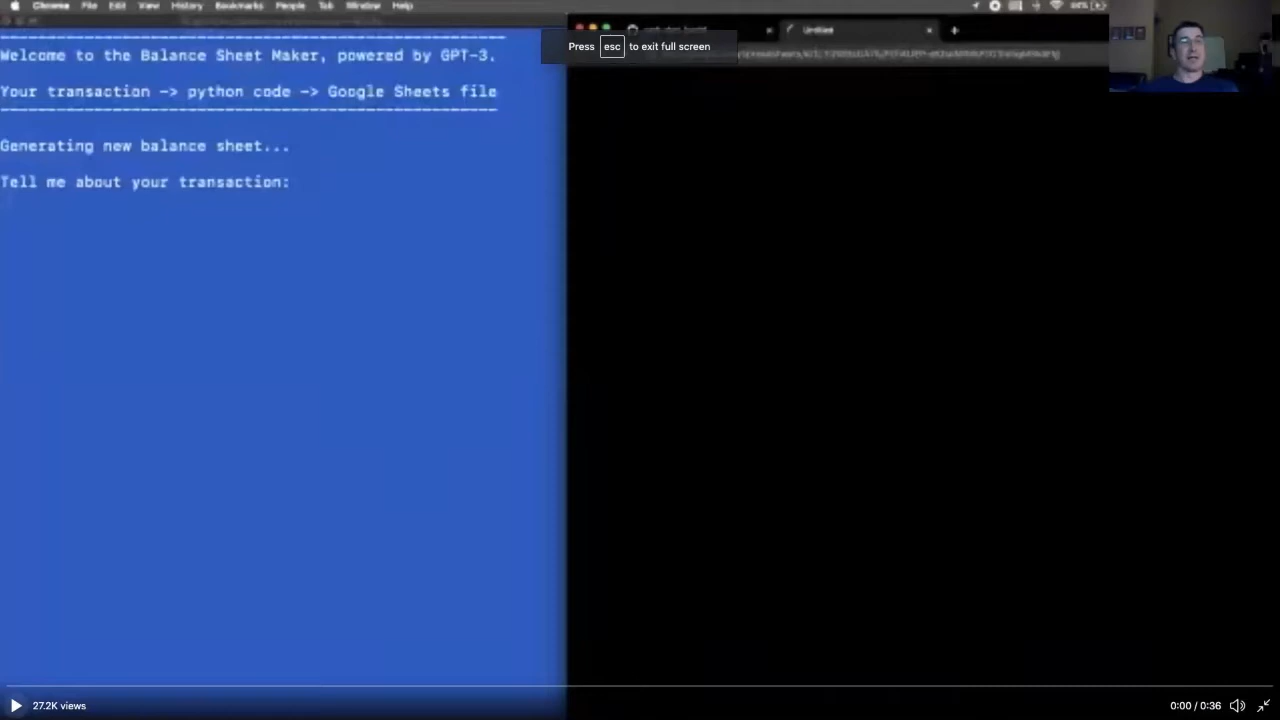 Chrome File Edit View History Bookmarks People Tab Window Help
Untitled
Press esc to exit full screen
Welcome to the Balance Sheet Maker, powered by GPT-3.
Your transaction -> python code -> Google Sheets file
Generating new balance sheet...
Tell me about your transaction:
27.2K views
0:00 / 0:36